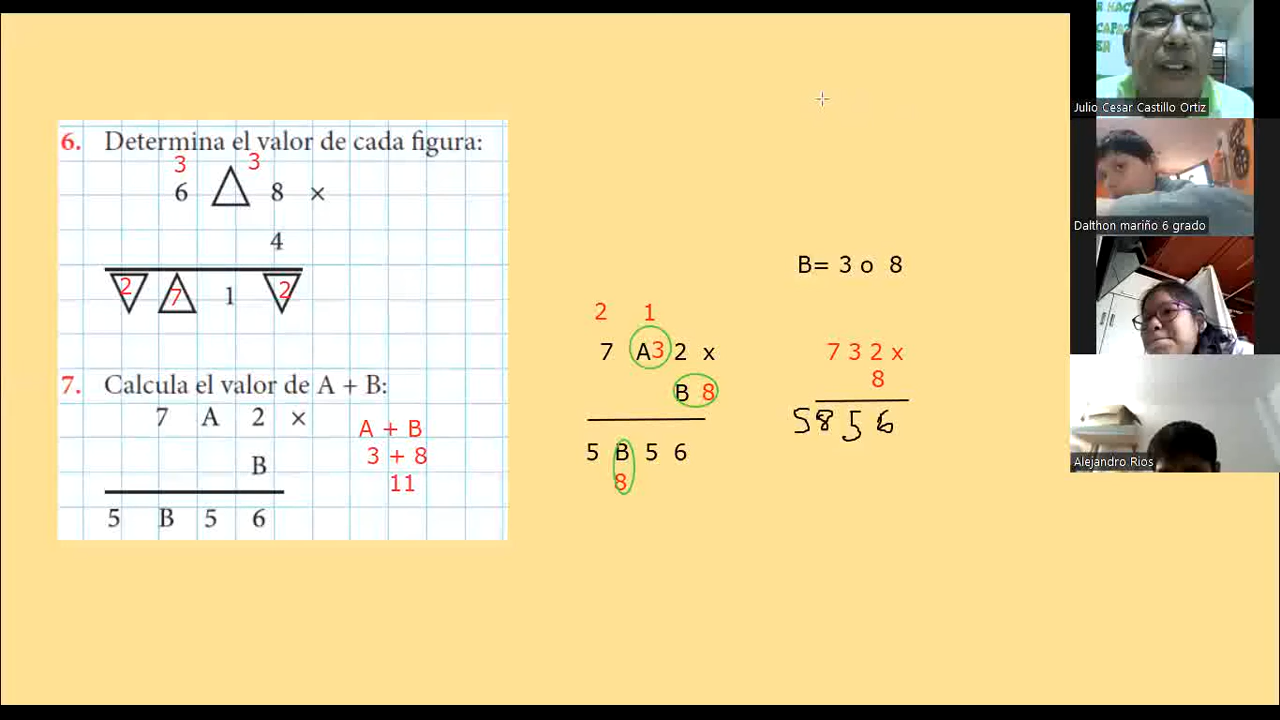 6. Determina el valor de cada figura:
3 3
6 8 ×
4
2 7 1 2
7. Calcula el valor de A + B:
7 A 2 ×
B
5 B 5 6
A + B
3 + 8
11
2 1
7 A3 2 x
B 8
5 B 5 6
8
B= 3 o 8
7 3 2 x
8
5 8 5 6
HACE
CAPAZ
ER
Julio Cesar Castillo Ortiz
Dalthon mariño 6 grado
Alejandro Rios